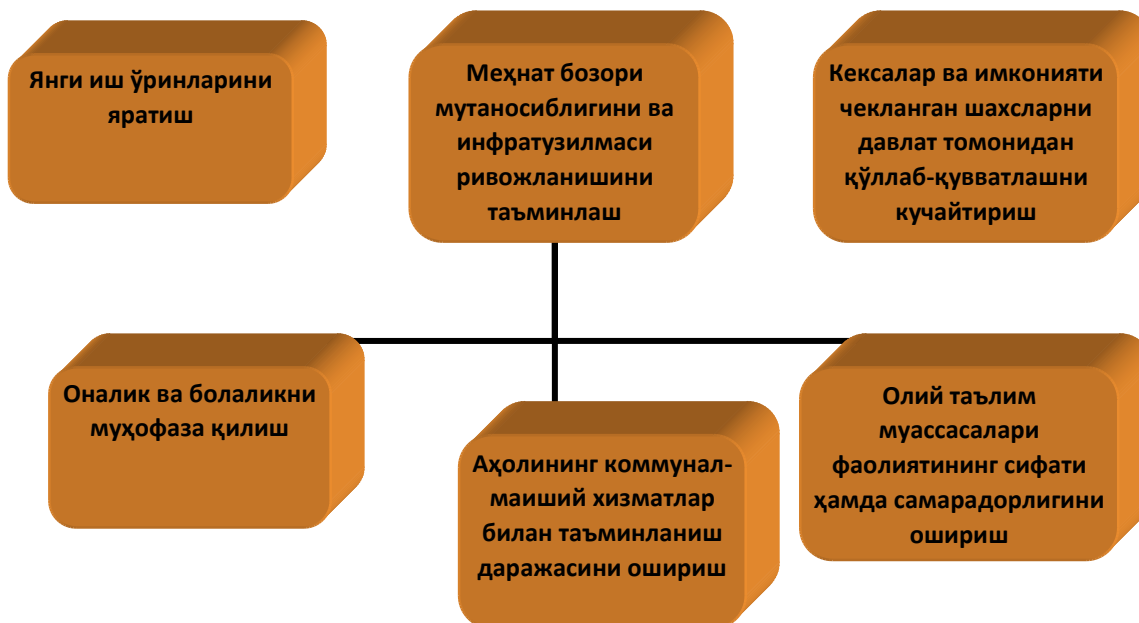 Янги иш ўринларини
яратиш
Меҳнат бозори
мутаносиблигини ва
инфратузилмаси
ривожланишини
таъминлаш
Кексалар ва имконияти
чекланган шахсларни
давлат томонидан
қўллаб-қувватлашни
кучайтириш
Оналик ва болаликни
муҳофаза қилиш
Аҳолининг коммунал-
маиший хизматлар
билан таъминланиш
даражасини ошириш
Олий таълим
муассасалари
фаолиятининг сифати
ҳамда самарадорлигини
ошириш